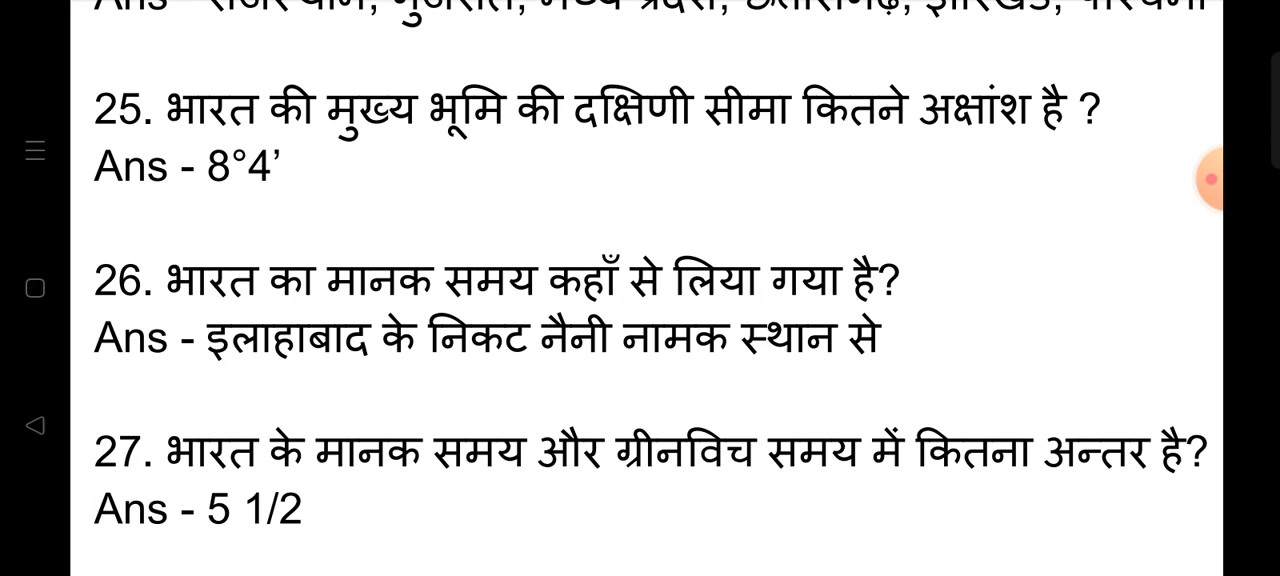 25. भारत की मुख्य भूमि की दक्षिणी सीमा कितने अक्षांश है ?
Ans - 8°4’
26. भारत का मानक समय कहाँ से लिया गया है?
Ans - इलाहाबाद के निकट नैनी नामक स्थान से
27. भारत के मानक समय और ग्रीनविच समय में कितना अन्तर है?
Ans - 5 1/2